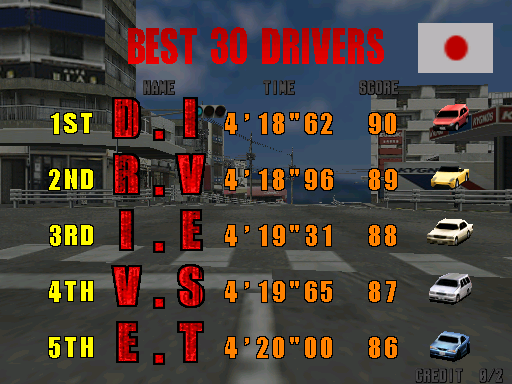 BEST 30 DRIVERS
NAME TIME SCORE
1ST D.I 4'18"62 90
2ND R.V 4'18"96 89
3RD I.E 4'19"31 88
4TH V.S 4'19"65 87
5TH E.T 4'20"00 86
CREDIT 0/2